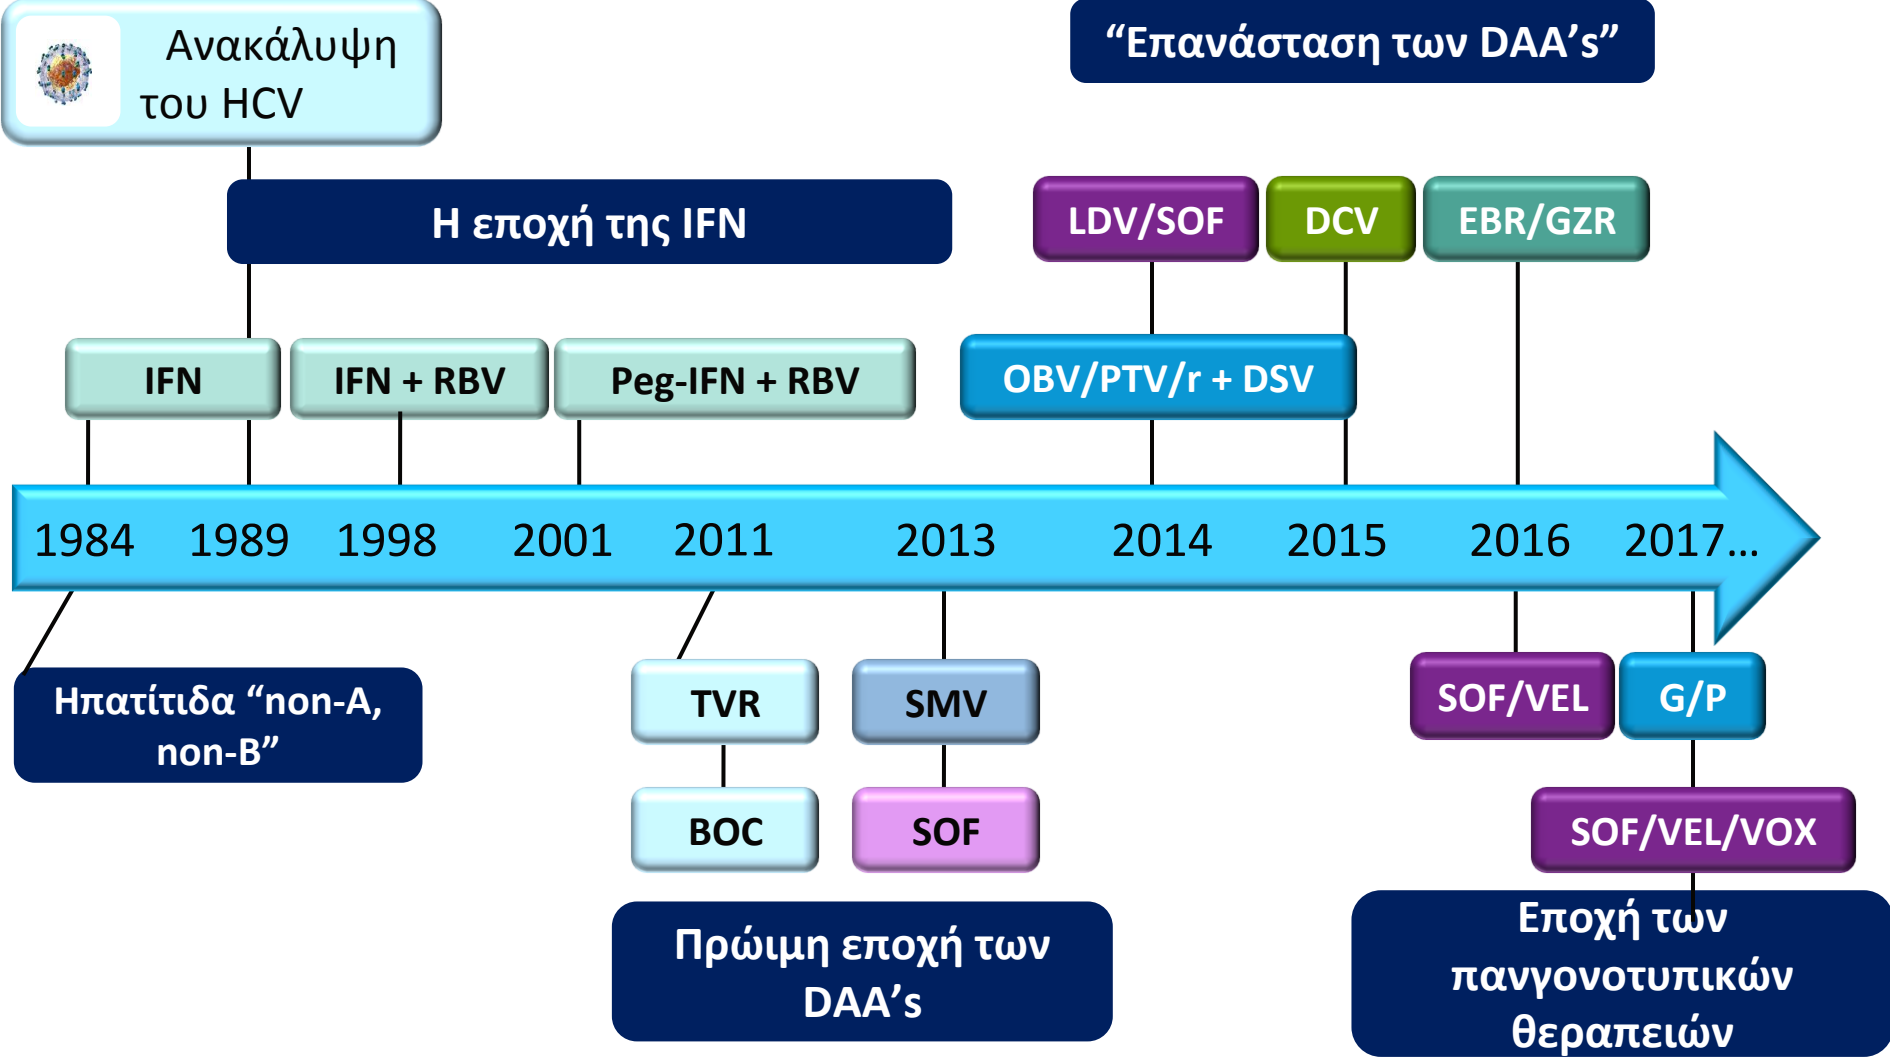 Ανακάλυψη
του HCV
“Επανάσταση των DAA’s”
Η εποχή της IFN
LDV/SOF
DCV
EBR/GZR
IFN
IFN + RBV
Peg-IFN + RBV
OBV/PTV/r + DSV
1984
1989
1998
2001
2011
2013
2014
2015
2016
2017...
Ηπατίτιδα “non-A,
non-B”
TVR
SMV
SOF/VEL
G/P
BOC
SOF
SOF/VEL/VOX
Πρώιμη εποχή των
DAA’s
Εποχή των
πανγονοτυπικών
θεραπειών